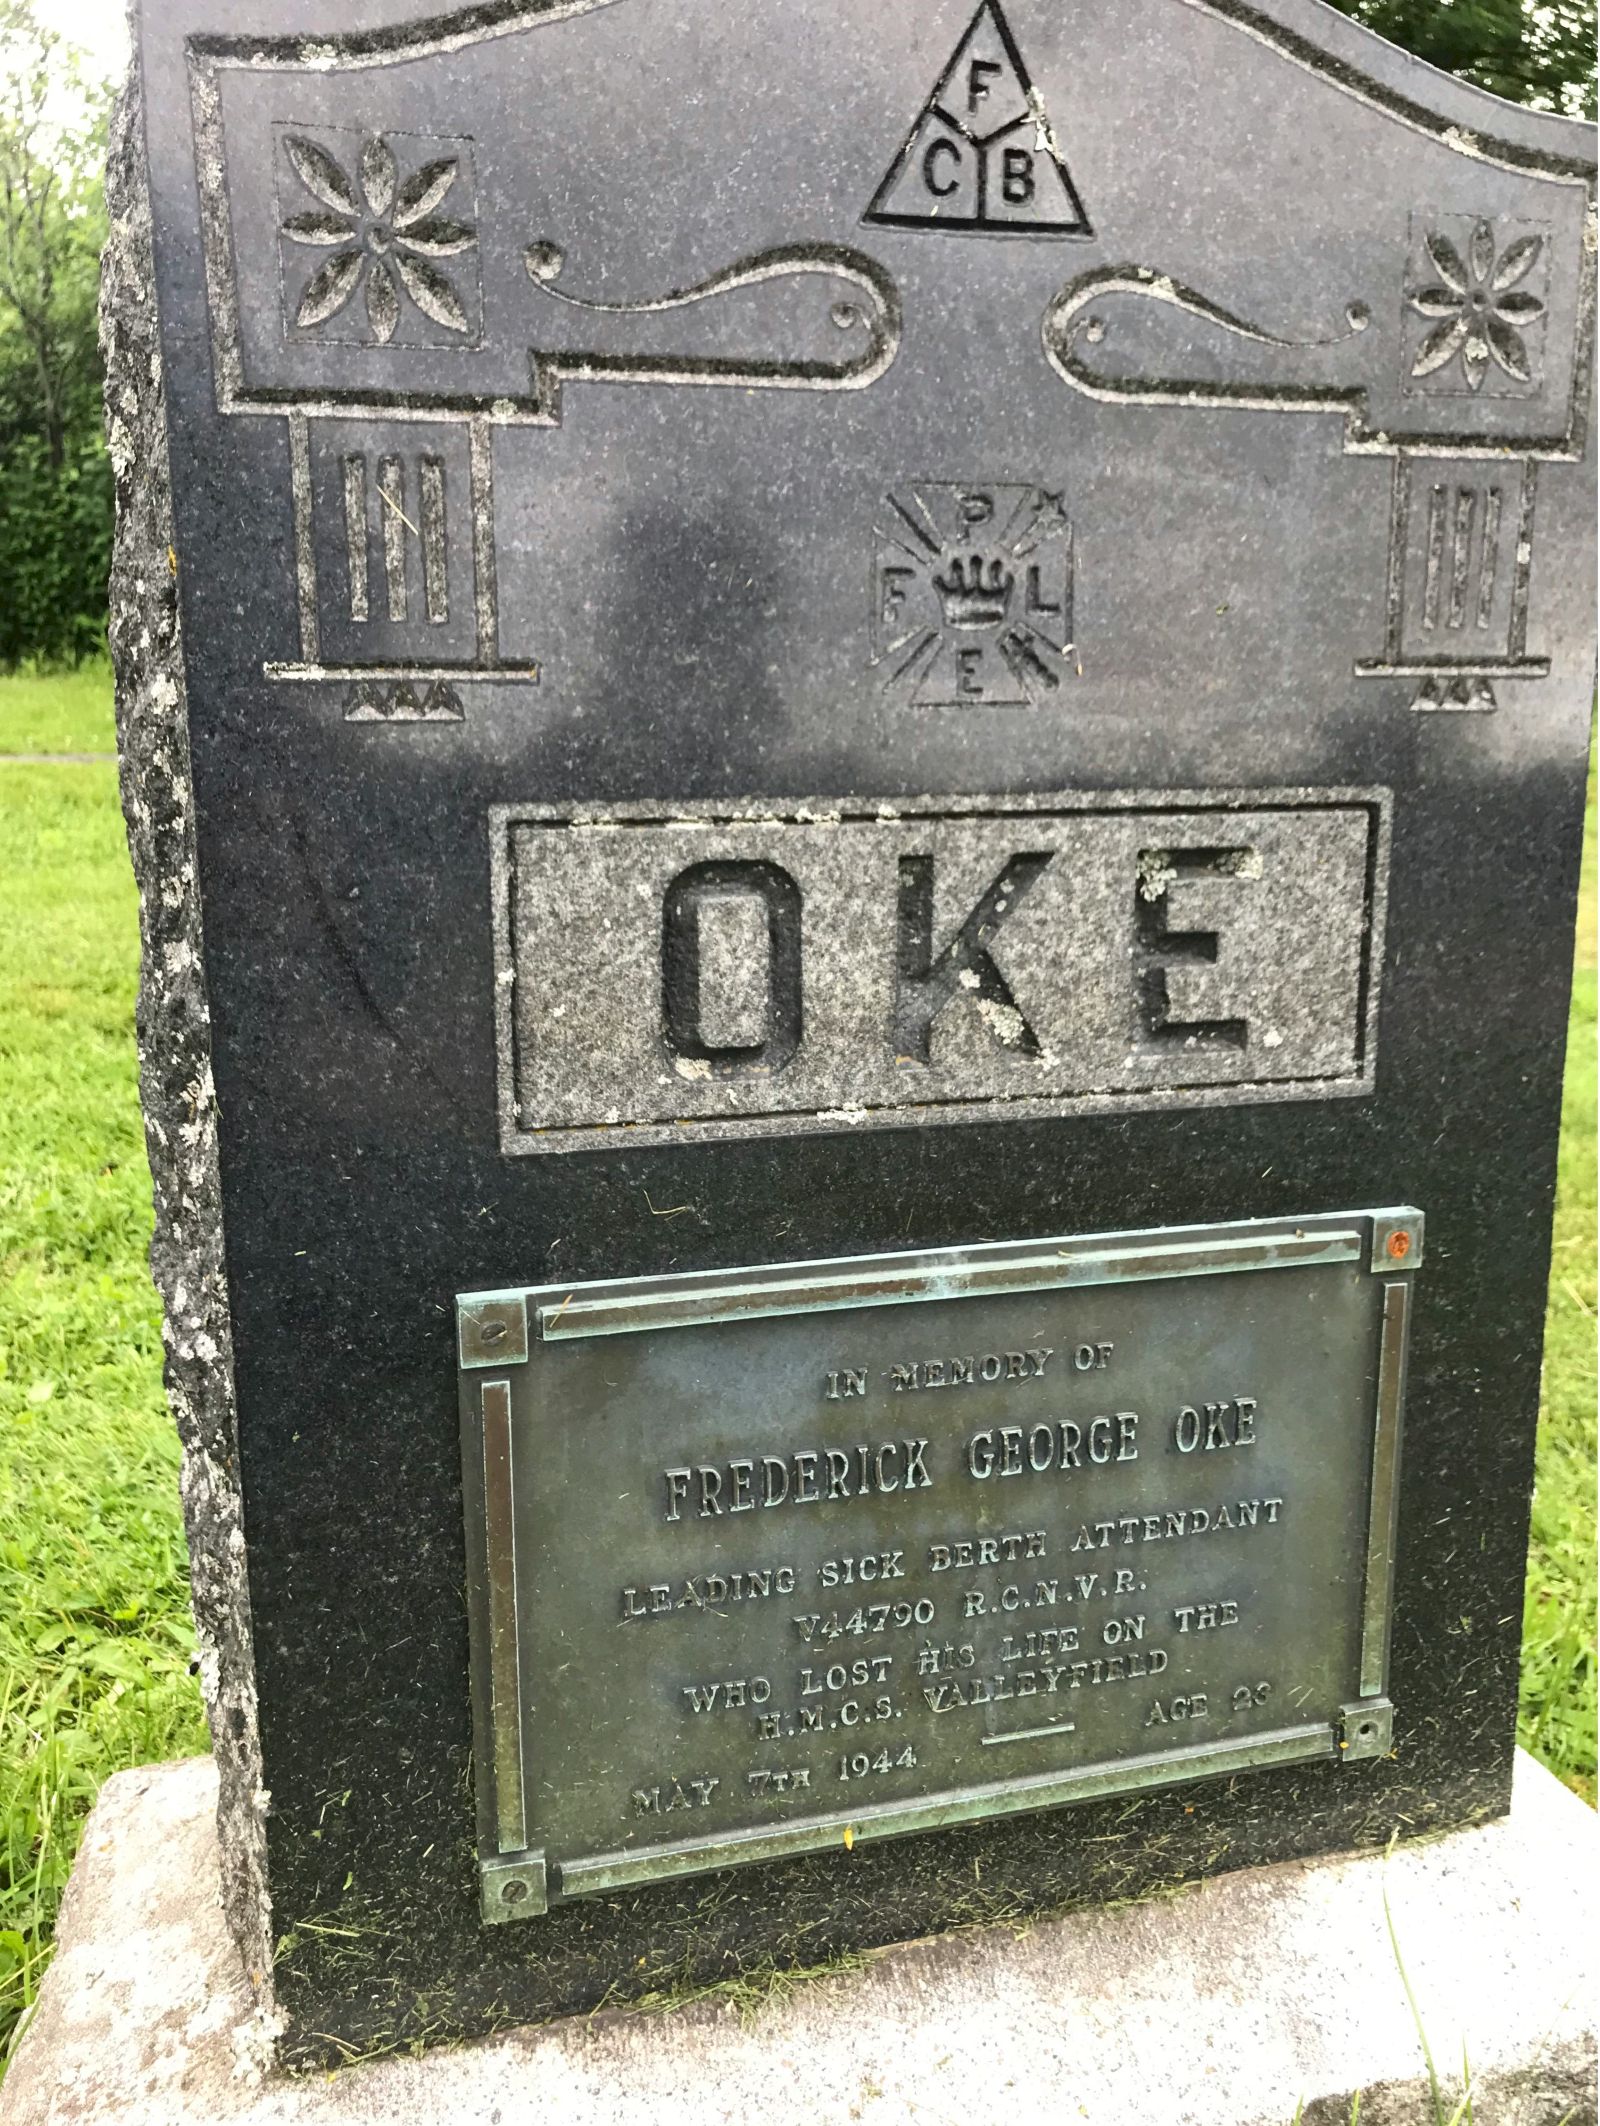 F
C B
P
F L
E
OKE
IN MEMORY OF
FREDERICK GEORGE OKE
LEADING SICK BERTH ATTENDANT
V44790 R.C.N.V.R.
WHO LOST HIS LIFE ON THE
H.M.C.S. VALLEYFIELD
MAY 7TH 1944 AGE 23